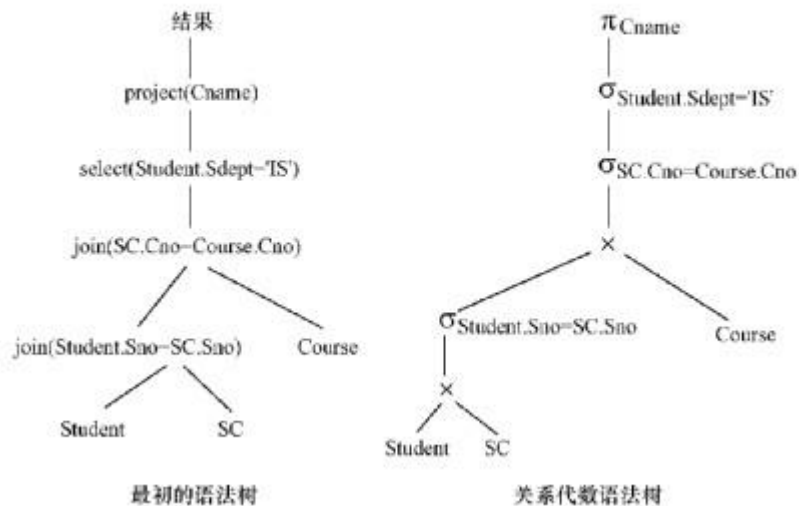 结果
project(Cname)
select(Student.Sdept='IS')
join(SC.Cno=Course.Cno)
join(Student.Sno=SC.Sno)
Course
Student
SC
最初的语法树
πCname
σStudent.Sdept='IS'
σSC.Cno=Course.Cno
×
σStudent.Sno=SC.Sno
Course
×
Student
SC
关系代数语法树